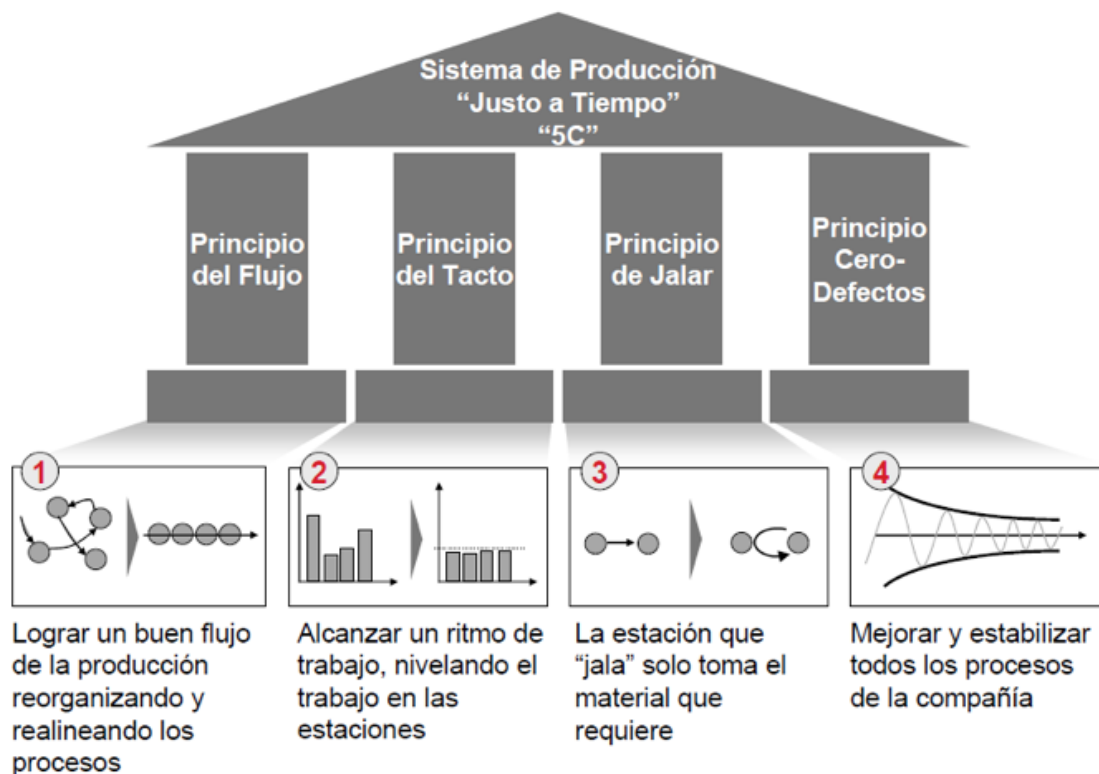 Sistema de Producción
“Justo a Tiempo”
“5C”
Principio
del Flujo
Principio
del Tacto
Principio
de Jalar
Principio
Cero-
Defectos
1
Lograr un buen flujo
de la producción
reorganizando y
realineando los
procesos
2
Alcanzar un ritmo de
trabajo, nivelando el
trabajo en las
estaciones
3
La estación que
“jala” solo toma el
material que
requiere
4
Mejorar y estabilizar
todos los procesos
de la compañía